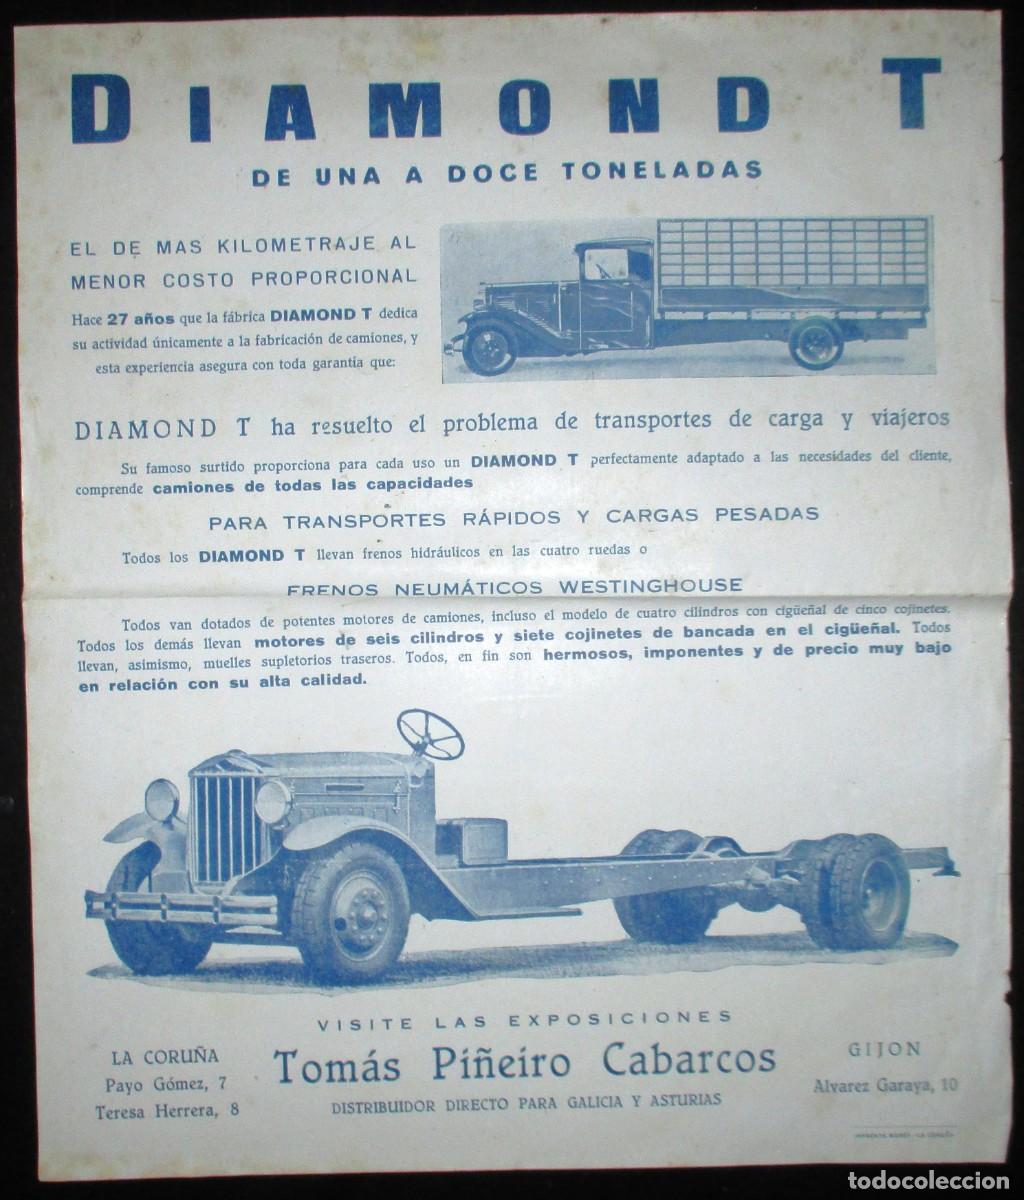 DIAMOND T
DE UNA A DOCE TONELADAS
EL DE MAS KILOMETRAJE AL
MENOR COSTO PROPORCIONAL
Hace 27 años que la fábrica DIAMOND T dedica
su actividad únicamente a la fabricación de camiones, y
esta experiencia asegura con toda garantía que:
DIAMOND T ha resuelto el problema de transportes de carga y viajeros
Su famoso surtido proporciona para cada uso un DIAMOND T perfectamente adaptado a las necesidades del cliente,
comprende camiones de todas las capacidades
PARA TRANSPORTES RÁPIDOS Y CARGAS PESADAS
Todos los DIAMOND T llevan frenos hidráulicos en las cuatro ruedas o
FRENOS NEUMÁTICOS WESTINGHOUSE
Todos van dotados de potentes motores de camiones, incluso el modelo de cuatro cilindros con cigüeñal de cinco cojinetes.
Todos los demás llevan motores de seis cilindros y siete cojinetes de bancada en el cigüeñal. Todos
llevan, asimismo, muelles supletorios traseros. Todos, en fin son hermosos, imponentes y de precio muy bajo
en relación con su alta calidad.
VISITE LAS EXPOSICIONES
LA CORUÑA
Payo Gómez, 7
Teresa Herrera, 8
Tomás Piñeiro Cabarcos
DISTRIBUIDOR DIRECTO PARA GALICIA Y ASTURIAS
GIJON
Alvarez Garaya, 10
IMPRENTA - LA CORUÑA
todocoleccion